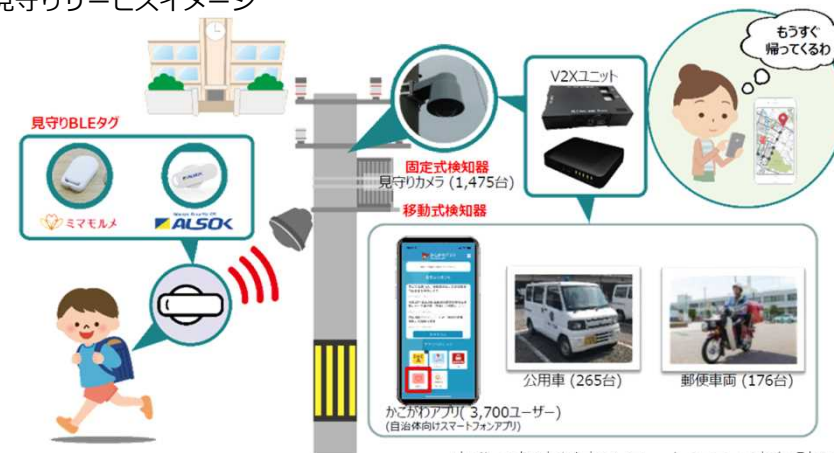 見守りサービスイメージ
もうすぐ
帰ってくるわ
V2Xユニット
見守りBLEタグ
ミマモルメ
ALSOK
固定式検知器
見守りカメラ (1,475台)
移動式検知器
公用車 (265台)
郵便車両 (176台)
かこがわアプリ( 3,700ユーザー)
(自治体向けスマートフォンアプリ)